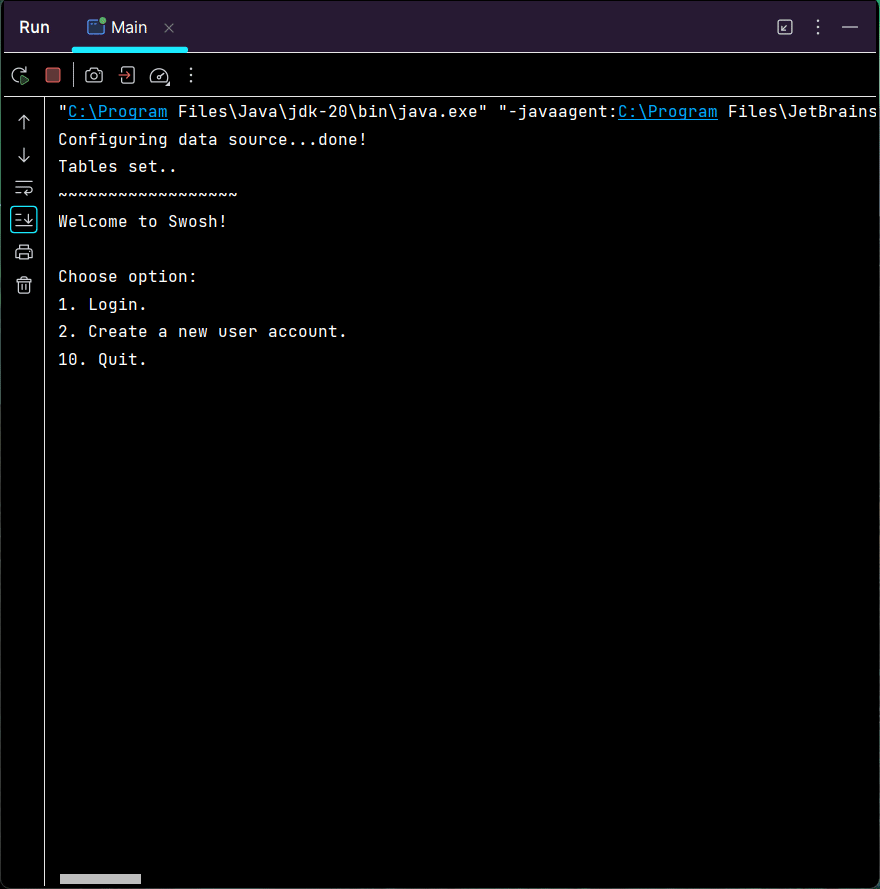 Run Main
"C:\Program Files\Java\jdk-20\bin\java.exe" "-javaagent:C:\Program Files\JetBrains
Configuring data source...done!
Tables set..
~~~~~~~~~~~~~~~~~~
Welcome to Swosh!
Choose option:
1. Login.
2. Create a new user account.
10. Quit.